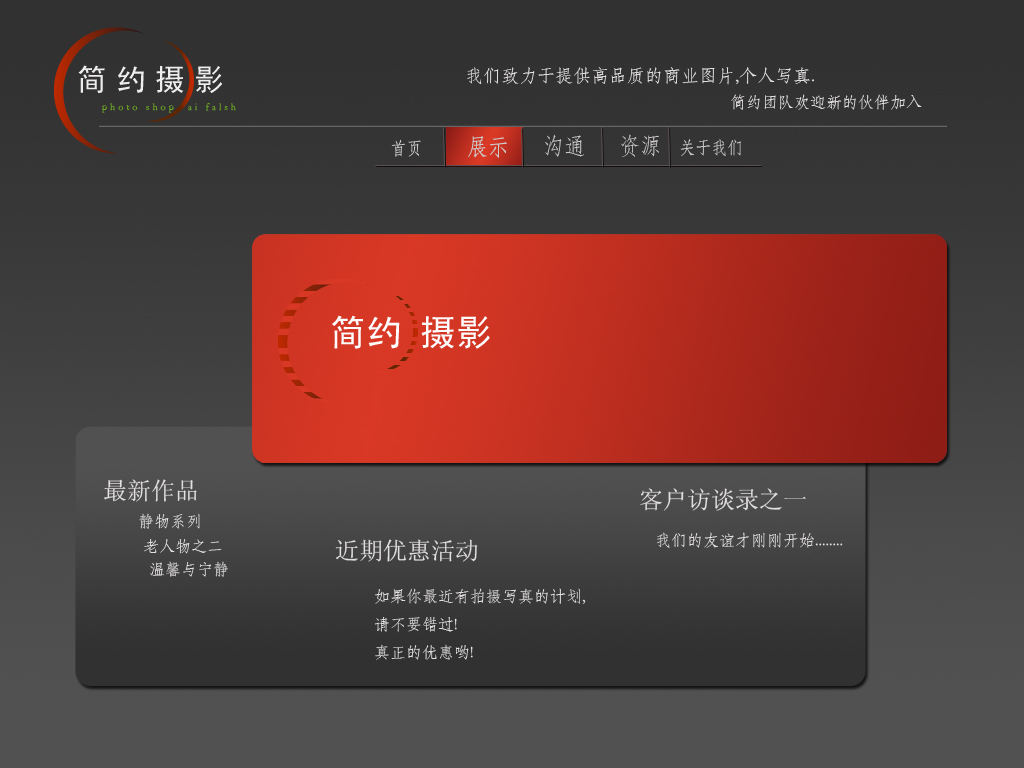 简约摄影
photo shop ai falsh
我们致力于提供高品质的商业图片,个人写真.
简约团队欢迎新的伙伴加入
首页 展示 沟通 资源 关于我们
简约 摄影
最新作品
静物系列
老人物之二
温馨与宁静
近期优惠活动
如果你最近有拍摄写真的计划,
请不要错过!
真正的优惠哟!
客户访谈录之一
我们的友谊才刚刚开始........